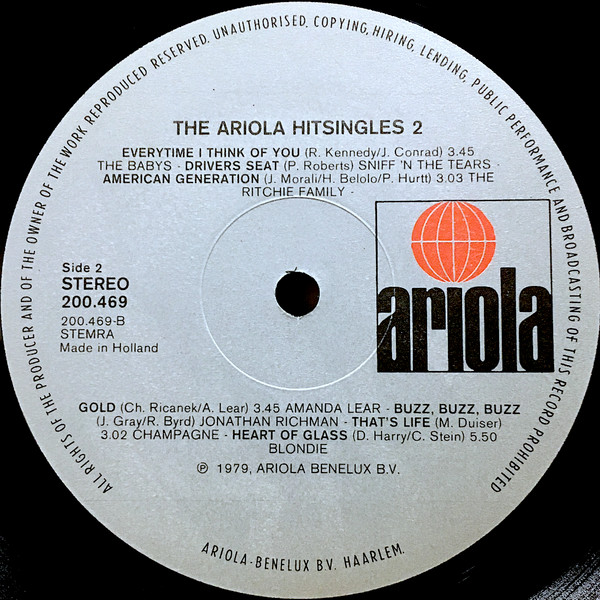 ALL RIGHTS OF THE PRODUCER AND OF THE OWNER OF THE WORK REPRODUCED RESERVED. UNAUTHORISED, COPYING, HIRING, LENDING, PUBLIC PERFORMANCE AND BROADCASTING OF THIS RECORD PROHIBITED
THE ARIOLA HITSINGLES 2
EVERYTIME I THINK OF YOU (R. Kennedy/J. Conrad) 3.45
THE BABYS - DRIVERS SEAT (P. Roberts) SNIFF 'N THE TEARS -
AMERICAN GENERATION (J. Morali/H. Belolo/P. Hurtt) 3.03 THE
RITCHIE FAMILY -
Side 2
STEREO
200.469
200.469-B
STEMRA
Made in Holland
ariola
GOLD (Ch. Ricanek/A. Lear) 3.45 AMANDA LEAR - BUZZ, BUZZ, BUZZ
(J. Gray/R. Byrd) JONATHAN RICHMAN - THAT'S LIFE (M. Duiser)
3.02 CHAMPAGNE - HEART OF GLASS (D. Harry/C. Stein) 5.50
BLONDIE
℗ 1979, ARIOLA BENELUX B.V.
ARIOLA-BENELUX B.V. HAARLEM.